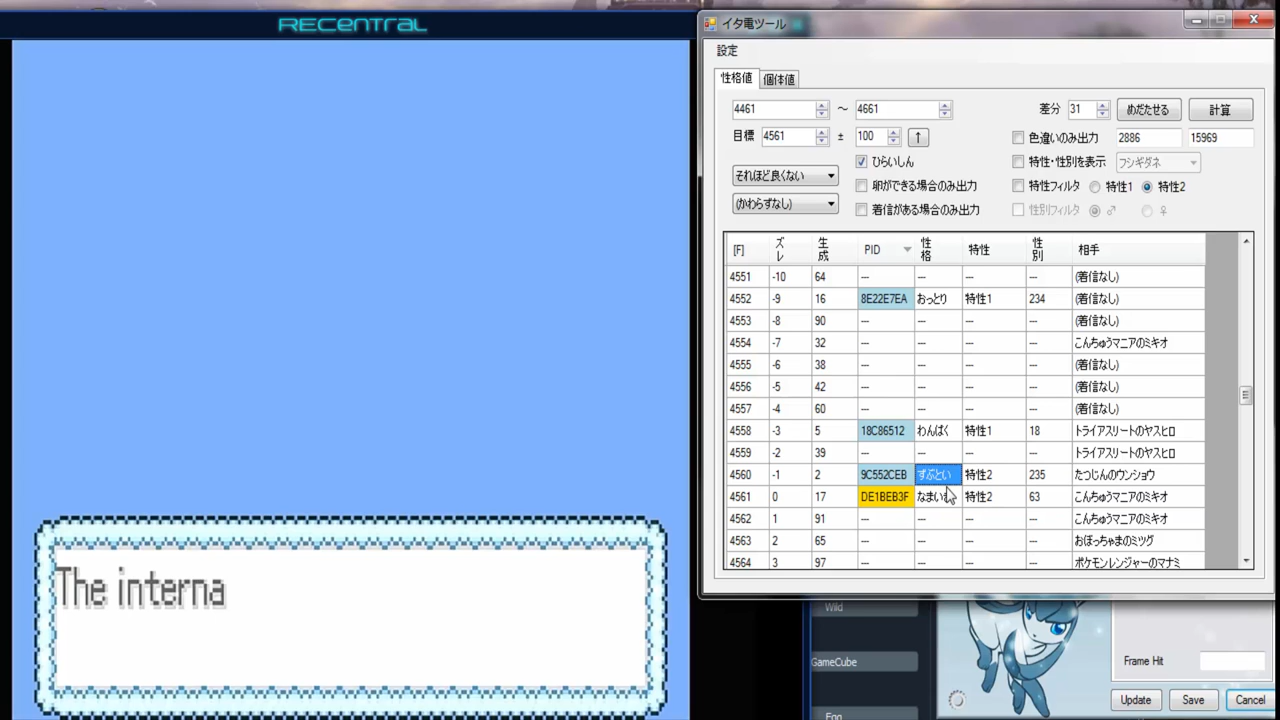 RECentral
The interna
イタ電ツール
設定
性格値 個体値
4461 ～ 4661 差分 31 めだたせる 計算
目標 4561 ± 100 ↑ 色違いのみ出力 2886 15969
ひらいしん 特性・性別を表示 フシギダネ
それほど良くない 卵ができる場合のみ出力 特性フィルタ 特性1 特性2
(かわらずなし) 着信がある場合のみ出力 性別フィルタ ♂ ♀
[F] ズレ 生成 PID 性格 特性 性別 相手
4551 -10 64 --- --- --- --- (着信なし)
4552 -9 16 8E22E7EA おっとり 特性1 234 (着信なし)
4553 -8 90 --- --- --- --- (着信なし)
4554 -7 32 --- --- --- --- こんちゅうマニアのミキオ
4555 -6 38 --- --- --- --- (着信なし)
4556 -5 42 --- --- --- --- (着信なし)
4557 -4 60 --- --- --- --- (着信なし)
4558 -3 5 18C86512 わんぱく 特性1 18 トライアスリートのヤスヒロ
4559 -2 39 --- --- --- --- トライアスリートのヤスヒロ
4560 -1 2 9C552CEB ずぶとい 特性2 235 たつじんのウンショウ
4561 0 17 DE1BEB3F なまい 特性2 63 こんちゅうマニアのミキオ
4562 1 91 --- --- --- --- こんちゅうマニアのミキオ
4563 2 65 --- --- --- --- おぼっちゃまのミツグ
4564 3 97 --- --- --- --- ポケモンレンジャーのマナミ
Wild
GameCube
Egg
Frame Hit
Update Save Cancel